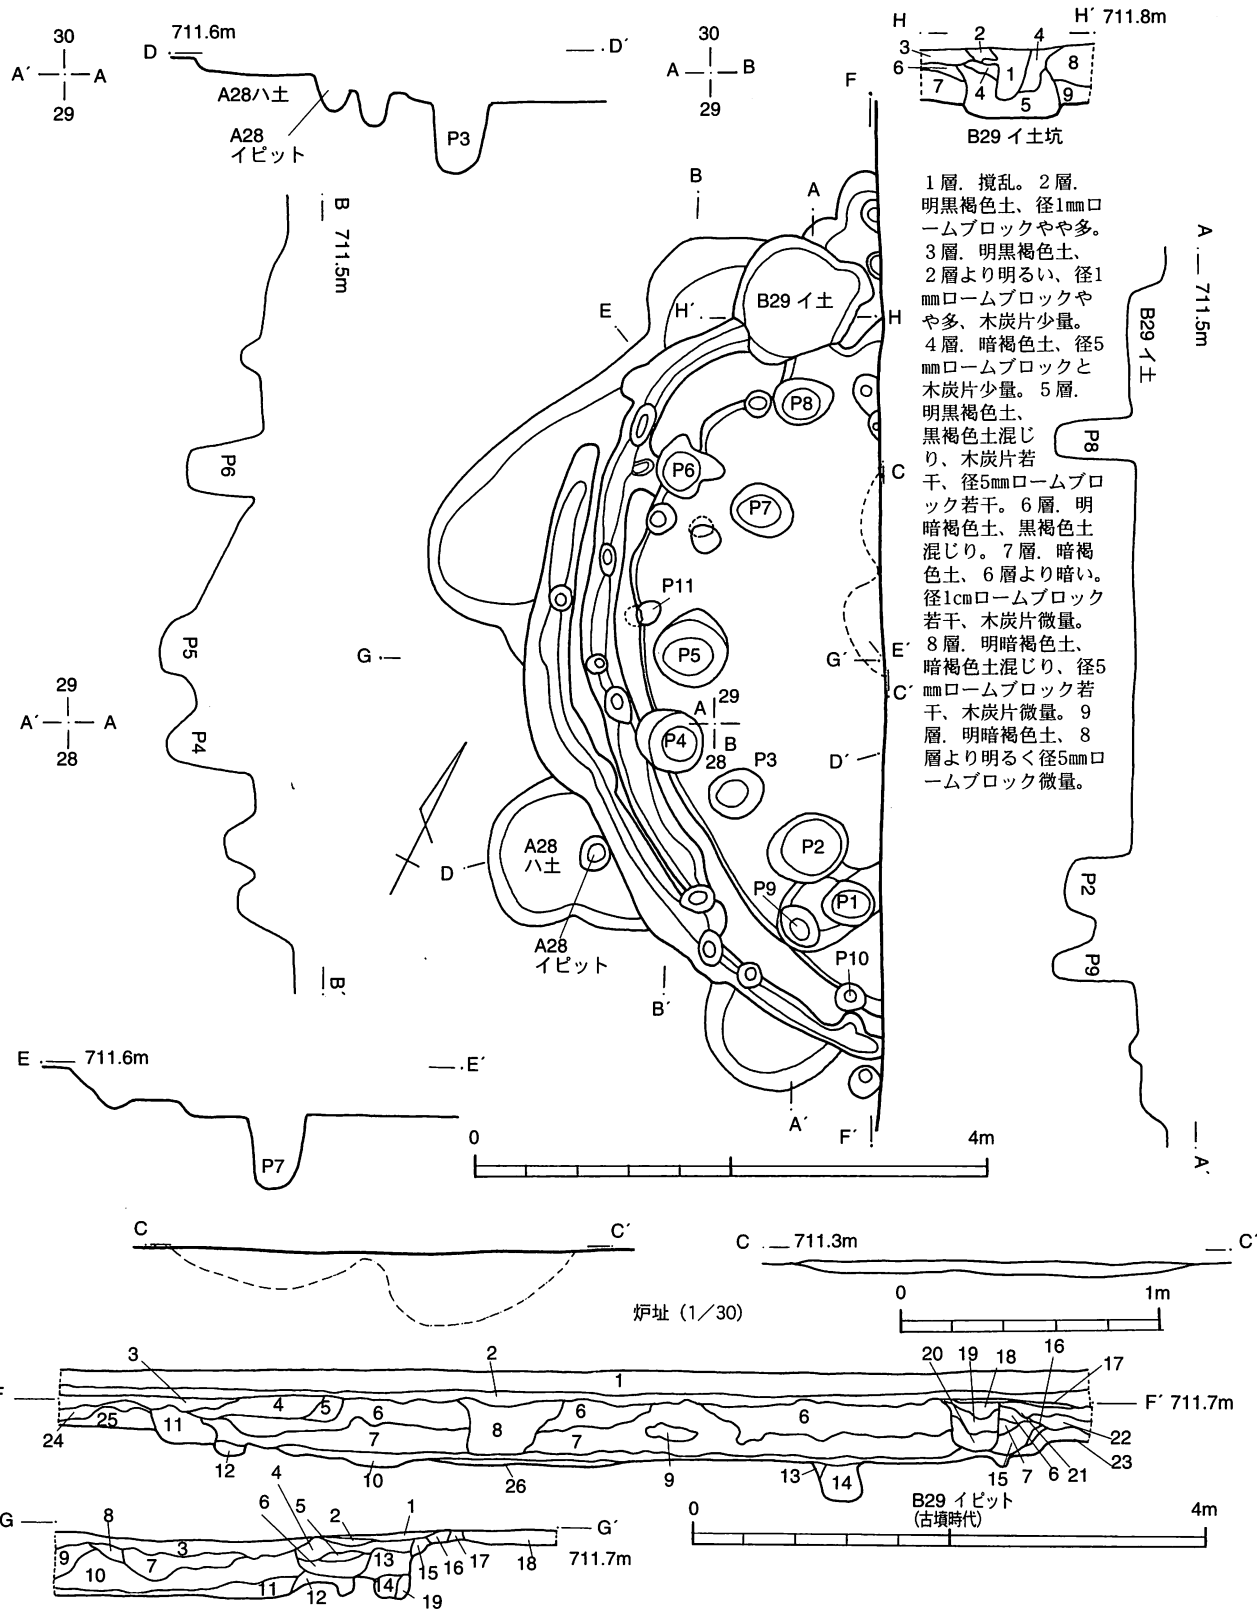 30
A´ A
29
D 711.6m D´
A28ハ土
A28
イピット
P3
30
A B
29
F
H H´ 711.8m
2 4
3
6
7
4
1
5
8
9
B29 イ土坑
1層．撹乱。2層．
明黒褐色土、径1㎜ロ
ームブロックやや多。
3層．明黒褐色土、
2層より明るい、径1
㎜ロームブロックや
や多、木炭片少量。
4層．暗褐色土、径5
㎜ロームブロックと
木炭片少量。5層．
明黒褐色土、
黒褐色土混じ
り、木炭片若
干、径5㎜ロームブロ
ック若干。6層．明
暗褐色土、黒褐色土
混じり。7層．暗褐
色土、6層より暗い。
径1㎝ロームブロック
若干、木炭片微量。
8層．明暗褐色土、
暗褐色土混じり、径5
㎜ロームブロック若
干、木炭片微量。9
層．明暗褐色土、8
層より明るく径5㎜ロ
ームブロック微量。
B 711.5m
P6
P5
P4
B´
29
A´ A
28
B
A
E
H´ H
B29 イ土
P8
P6
P7
C
P11
P5
G
G´
E´
C´
29
A
B
28
P4
P3
D´
P2
P1
P9
P10
D
A28
ハ土
A28
イピット
B´
A´
F´
A 711.5m
B29 イ土
P8
P2
P9
A´
E 711.6m E´
P7
0 4m
C C´
C 711.3m C´
炉址（1／30）
0 1m
3 2 1 20 19 18 16 17
F´ 711.7m
4 5 6 6 6
25 11 7 8 7 9
24 12 10 26 13 14 15 7 6 21 23 22
B29 イピット
（古墳時代）
G G´
711.7m
8 6 4 5 2 1
9 3 7 10 11 12 13 14 15 16 17 18 19
0 4m